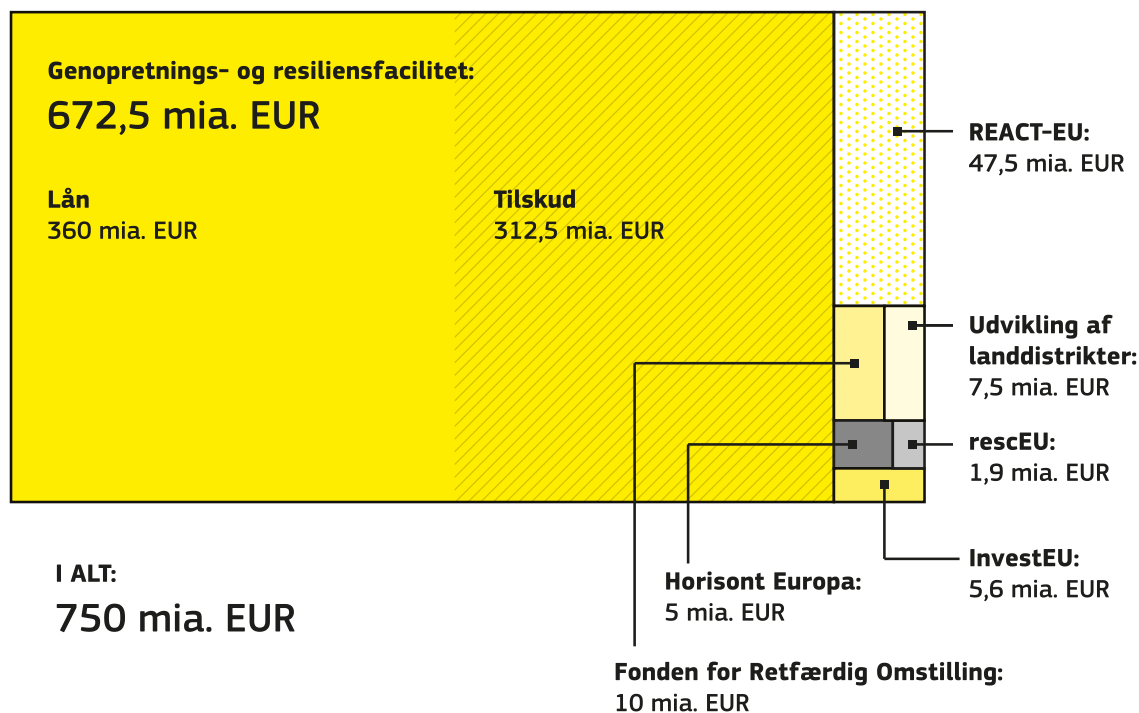 Genopretnings- og resiliensfacilitet:
672,5 mia. EUR
Lån
360 mia. EUR
Tilskud
312,5 mia. EUR
REACT-EU:
47,5 mia. EUR
Udvikling af
landdistrikter:
7,5 mia. EUR
rescEU:
1,9 mia. EUR
InvestEU:
5,6 mia. EUR
Horisont Europa:
5 mia. EUR
Fonden for Retfærdig Omstilling:
10 mia. EUR
I ALT:
750 mia. EUR